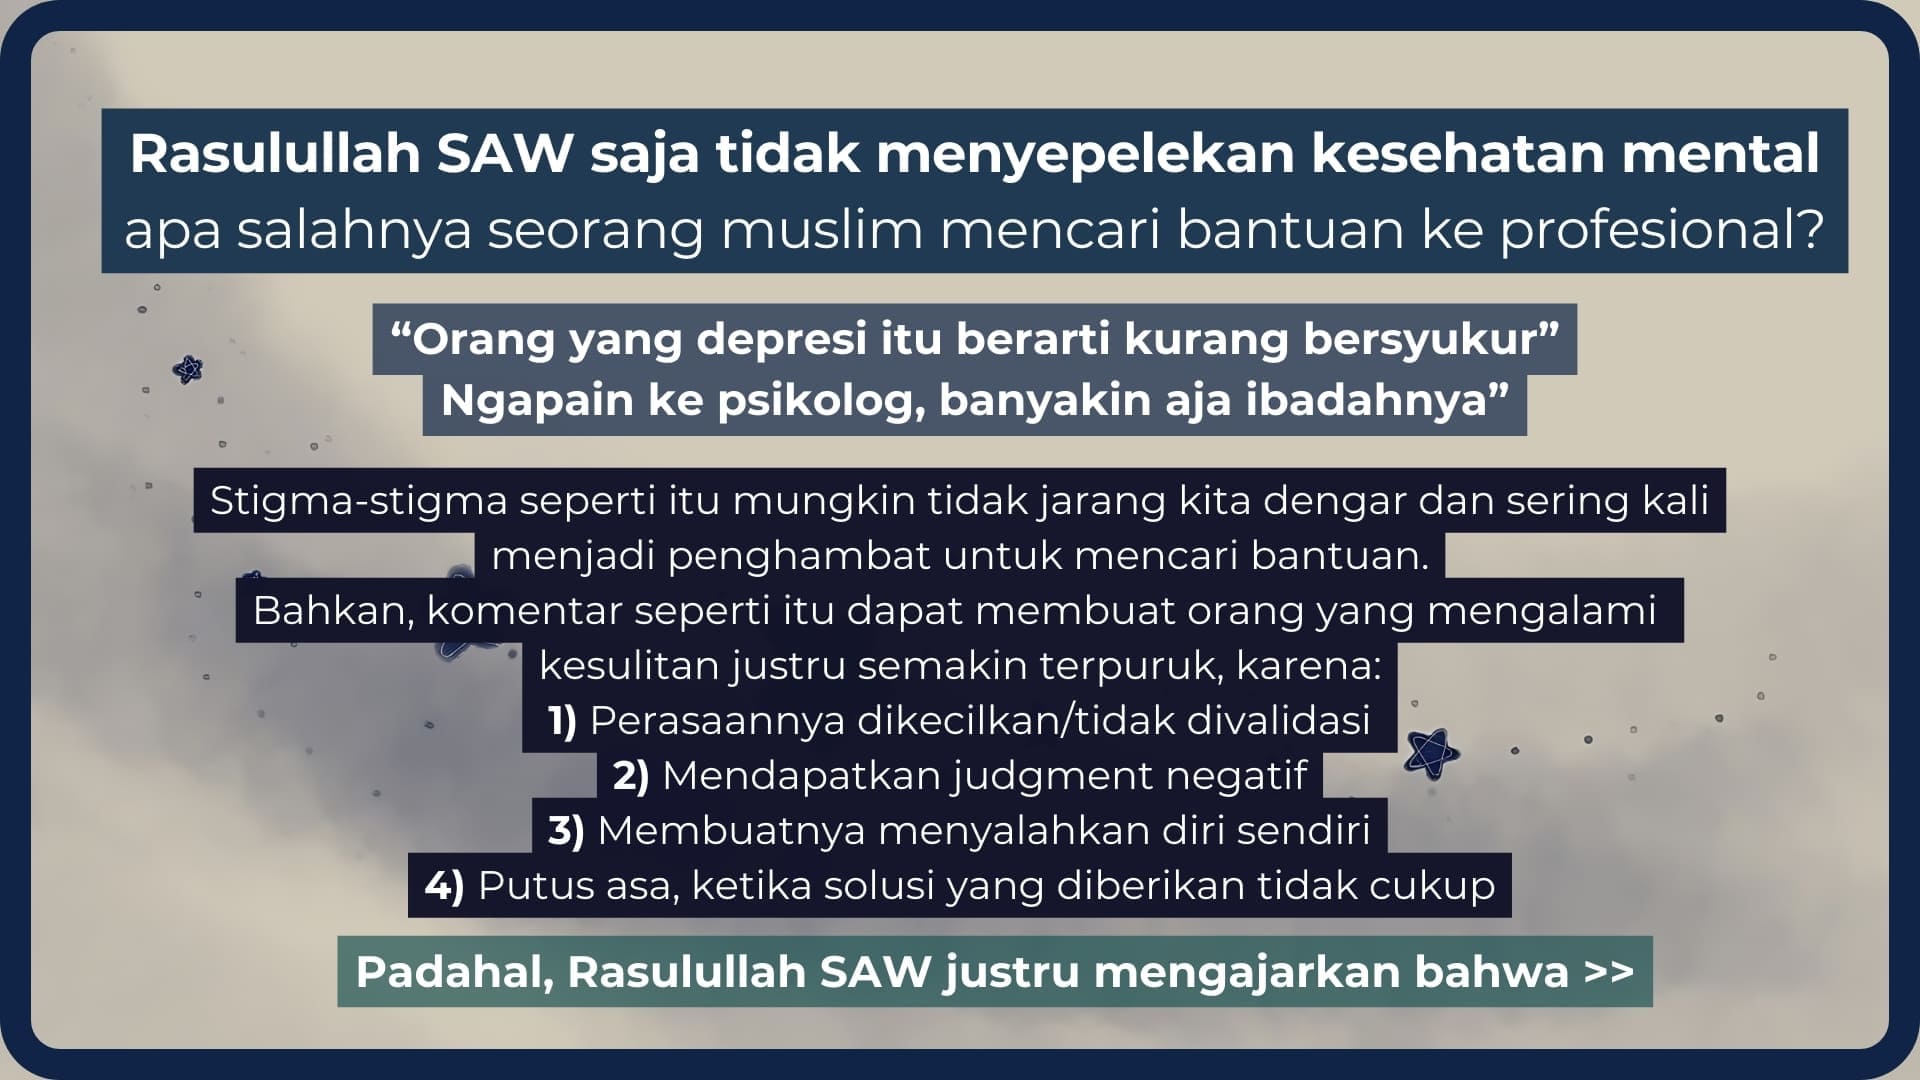 Rasulullah SAW saja tidak menyepelekan kesehatan mental
apa salahnya seorang muslim mencari bantuan ke profesional?
“Orang yang depresi itu berarti kurang bersyukur”
Ngapain ke psikolog, banyakin aja ibadahnya”
Stigma-stigma seperti itu mungkin tidak jarang kita dengar dan sering kali
menjadi penghambat untuk mencari bantuan.
Bahkan, komentar seperti itu dapat membuat orang yang mengalami
kesulitan justru semakin terpuruk, karena:
1) Perasaannya dikecilkan/tidak divalidasi
2) Mendapatkan judgment negatif
3) Membuatnya menyalahkan diri sendiri
4) Putus asa, ketika solusi yang diberikan tidak cukup
Padahal, Rasulullah SAW justru mengajarkan bahwa >>